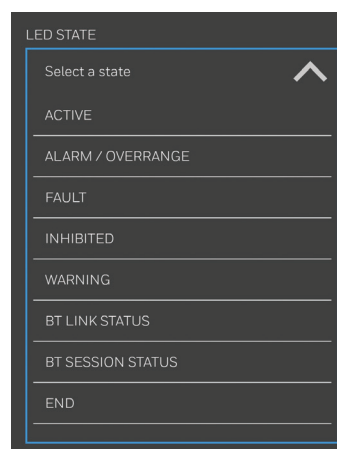 LED STATE
Select a state
ACTIVE
ALARM / OVERRANGE
FAULT
INHIBITED
WARNING
BT LINK STATUS
BT SESSION STATUS
END